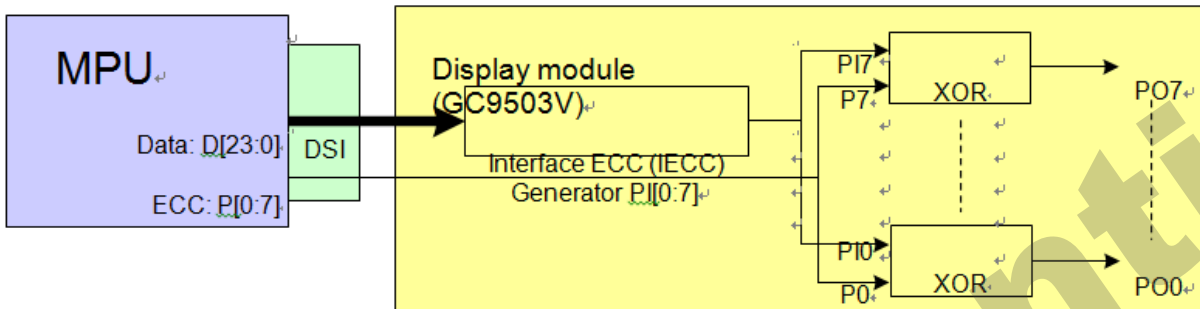 MPU
Data: D[23:0]
ECC: P[0:7]
DSI
Display module
(GC9503V)
Interface ECC (IECC)
Generator PI[0:7]
PI7
P7
XOR
PO7
PI0
P0
XOR
PO0